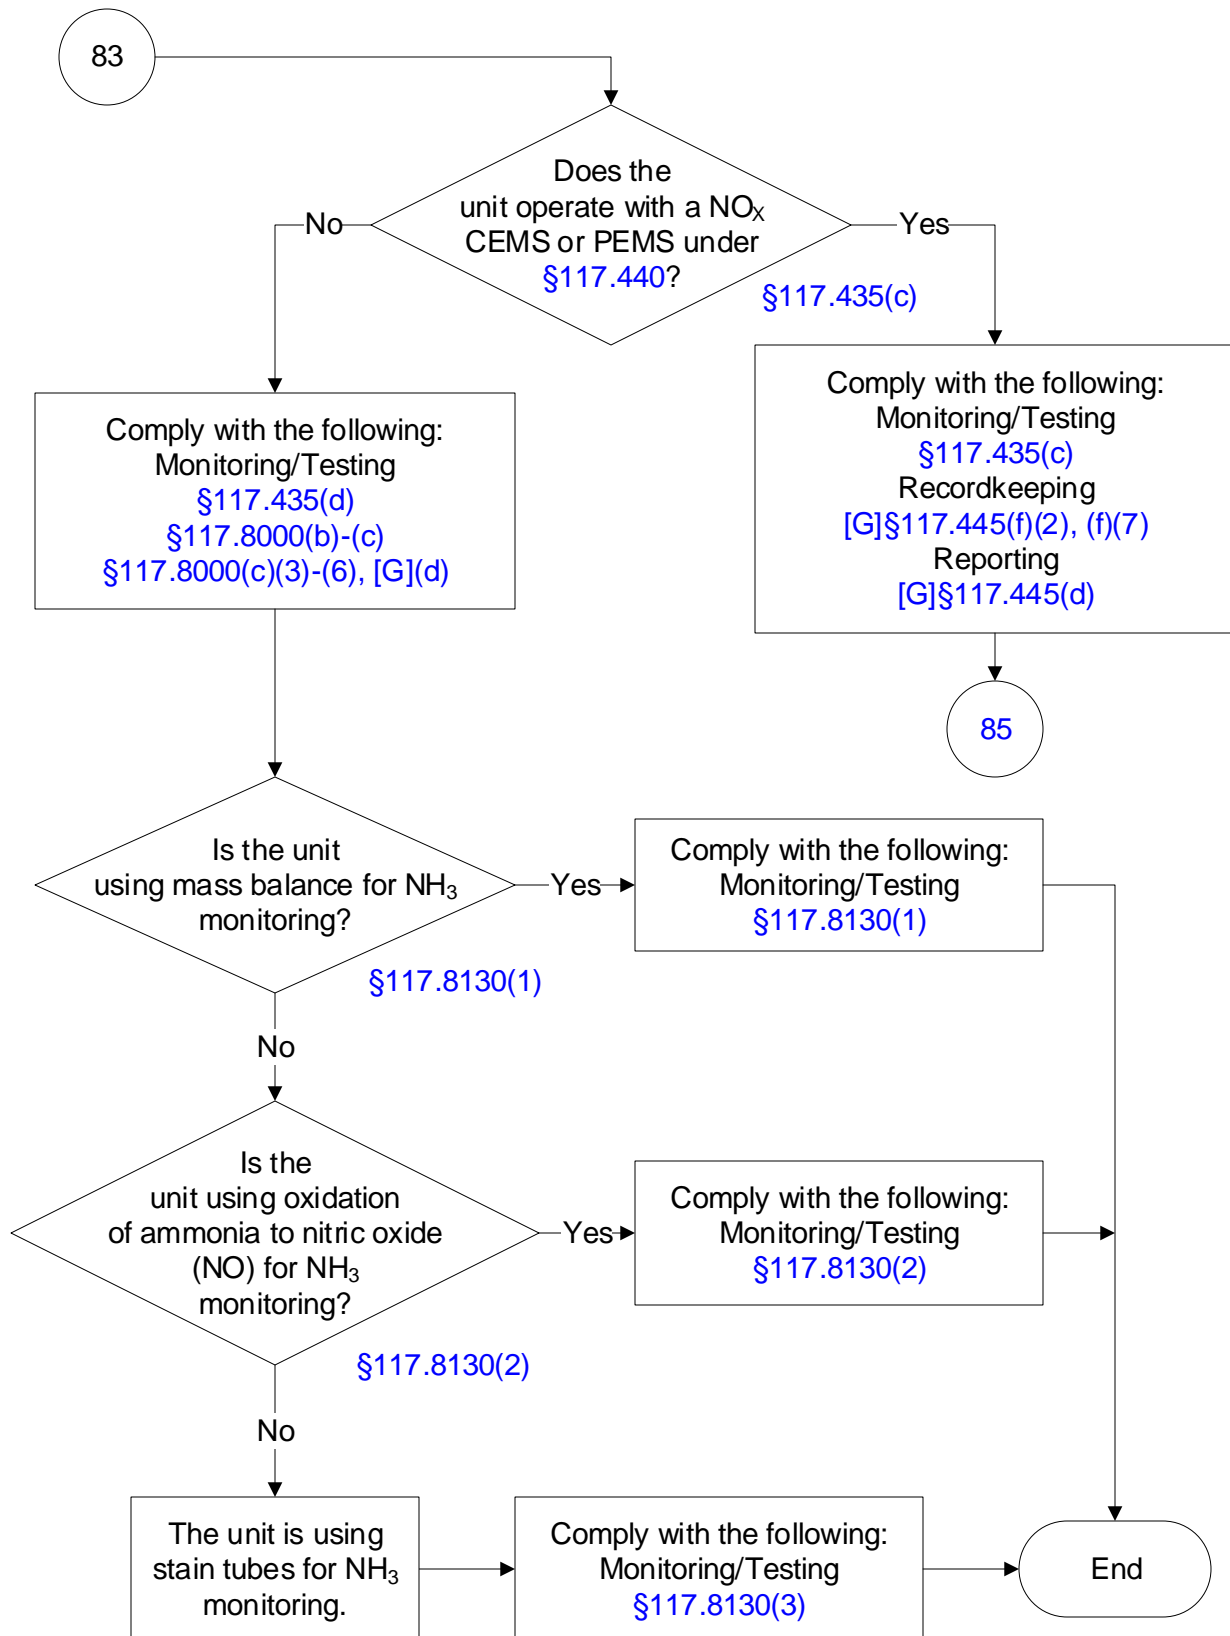 83
Does the
unit operate with a NOX
CEMS or PEMS under
§117.440?
No
Yes
§117.435(c)
Comply with the following:
Monitoring/Testing
§117.435(d)
§117.8000(b)-(c)
§117.8000(c)(3)-(6), [G](d)
Comply with the following:
Monitoring/Testing
§117.435(c)
Recordkeeping
[G]§117.445(f)(2), (f)(7)
Reporting
[G]§117.445(d)
85
Is the unit
using mass balance for NH3
monitoring?
Yes
Comply with the following:
Monitoring/Testing
§117.8130(1)
§117.8130(1)
No
Is the
unit using oxidation
of ammonia to nitric oxide
(NO) for NH3
monitoring?
Yes
Comply with the following:
Monitoring/Testing
§117.8130(2)
§117.8130(2)
No
The unit is using
stain tubes for NH3
monitoring.
Comply with the following:
Monitoring/Testing
§117.8130(3)
End